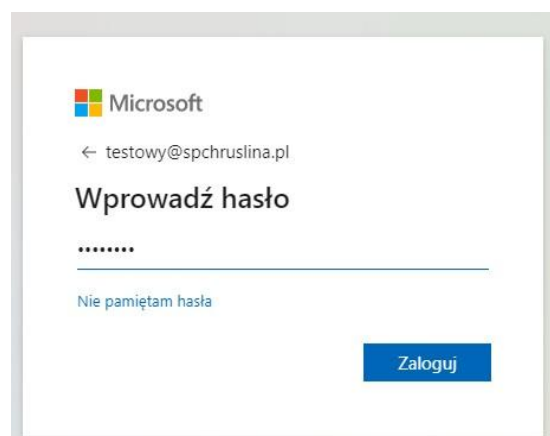 Microsoft
← testowy@spchruslina.pl
Wprowadź hasło
••••••••
Nie pamiętam hasła
Zaloguj